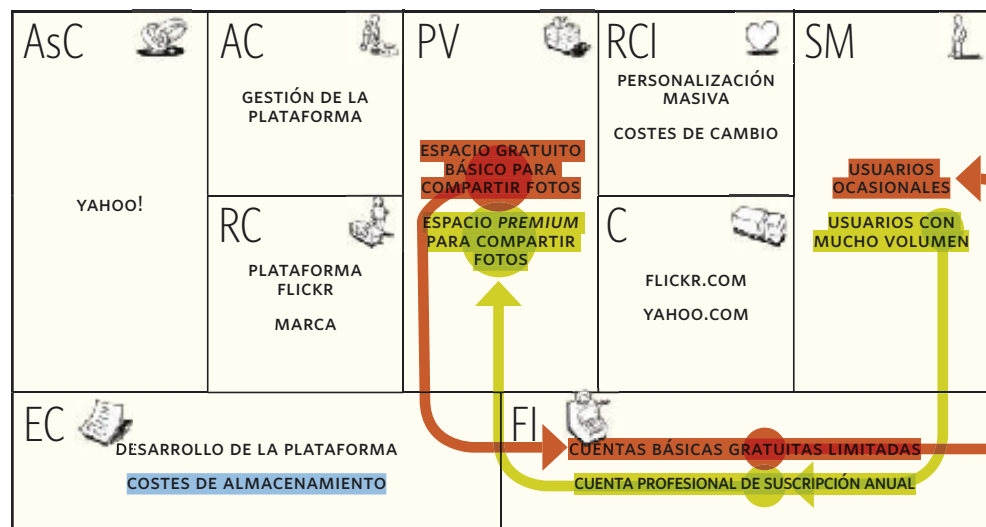 AsC
YAHOO!
AC
GESTIÓN DE LA
PLATAFORMA
RC
PLATAFORMA
FLICKR
MARCA
PV
ESPACIO GRATUITO
BÁSICO PARA
COMPARTIR FOTOS
ESPACIO PREMIUM
PARA COMPARTIR
FOTOS
RCl
PERSONALIZACIÓN
MASIVA
COSTES DE CAMBIO
C
FLICKR.COM
YAHOO.COM
SM
USUARIOS
OCASIONALES
USUARIOS CON
MUCHO VOLUMEN
EC
DESARROLLO DE LA PLATAFORMA
COSTES DE ALMACENAMIENTO
FI
CUENTAS BÁSICAS GRATUITAS LIMITADAS
CUENTA PROFESIONAL DE SUSCRIPCIÓN ANUAL